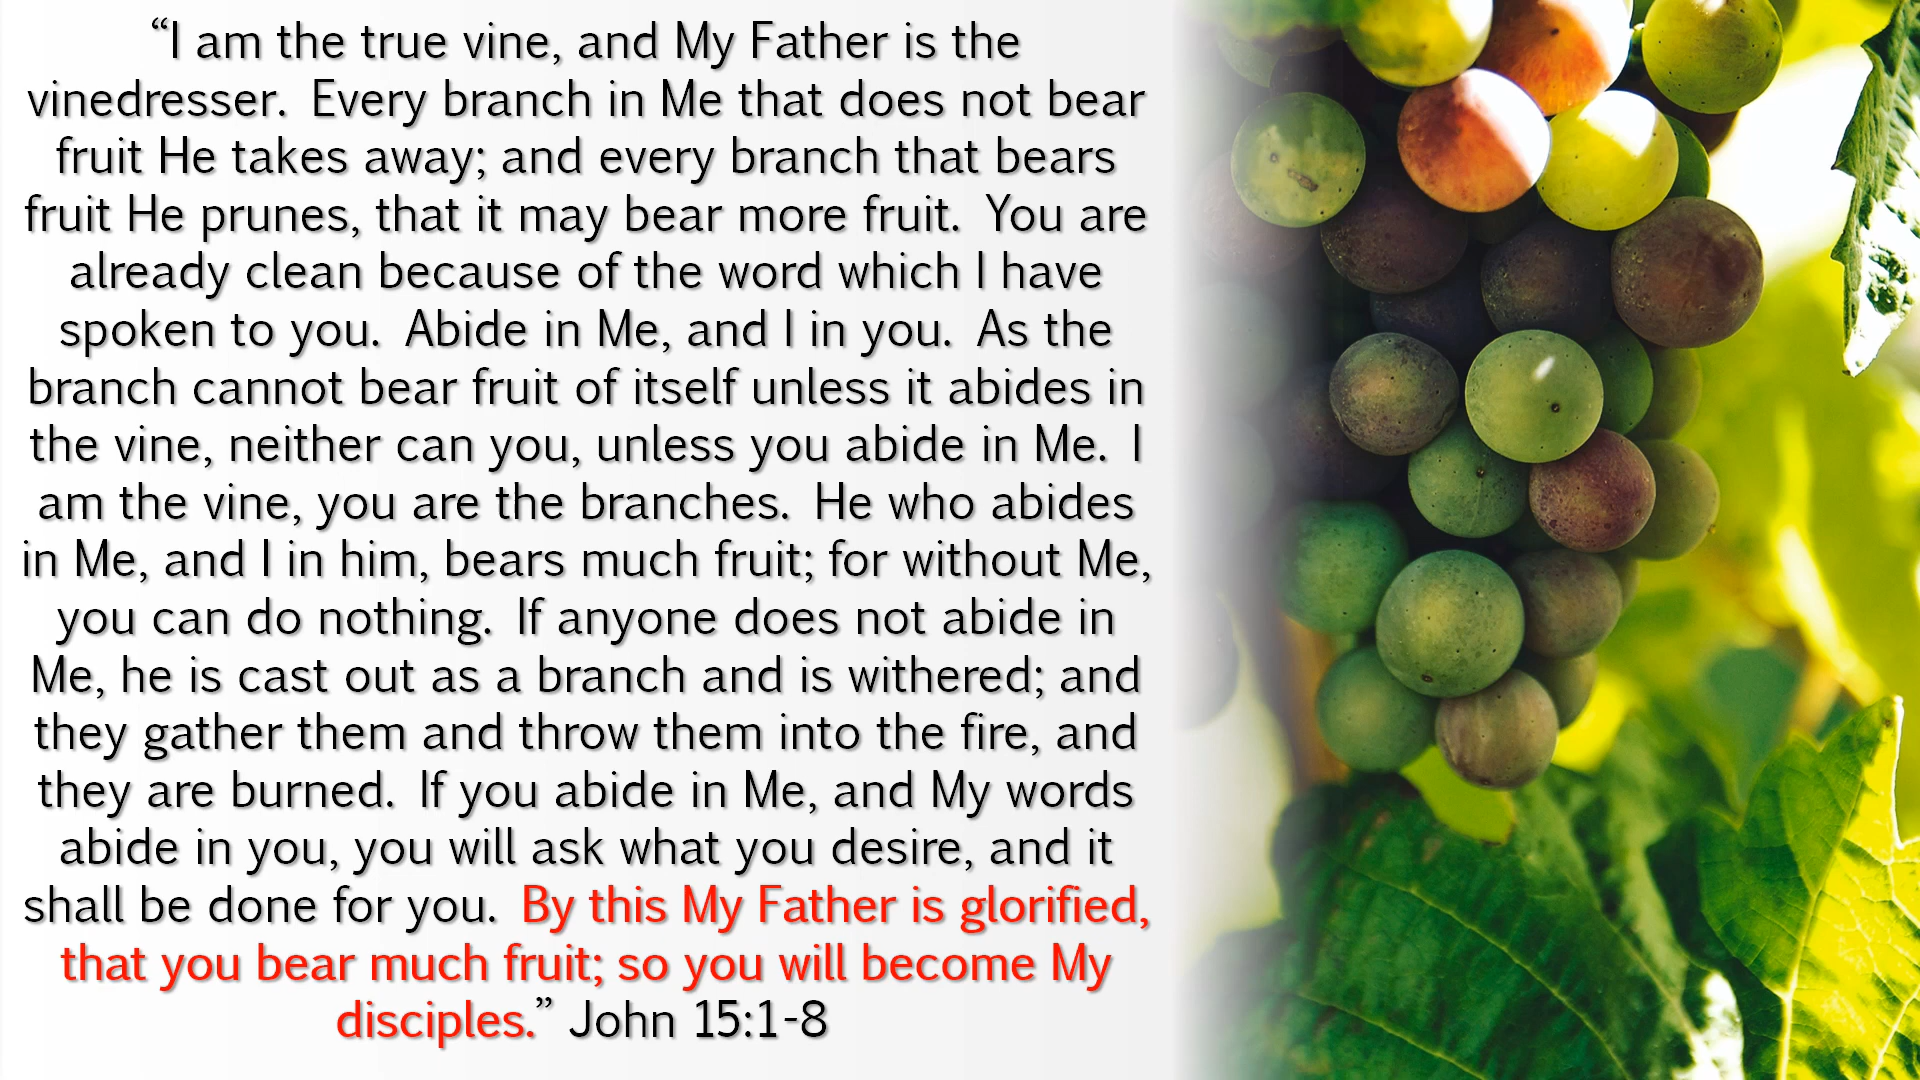 “I am the true vine, and My Father is the
vinedresser.  Every branch in Me that does not bear
fruit He takes away; and every branch that bears
fruit He prunes, that it may bear more fruit.  You are
already clean because of the word which I have
spoken to you.  Abide in Me, and I in you.  As the
branch cannot bear fruit of itself unless it abides in
the vine, neither can you, unless you abide in Me.  I
am the vine, you are the branches.  He who abides
in Me, and I in him, bears much fruit; for without Me,
you can do nothing.  If anyone does not abide in
Me, he is cast out as a branch and is withered; and
they gather them and throw them into the fire, and
they are burned.  If you abide in Me, and My words
abide in you, you will ask what you desire, and it
shall be done for you.  By this My Father is glorified,
that you bear much fruit; so you will become My
disciples.” John 15:1-8